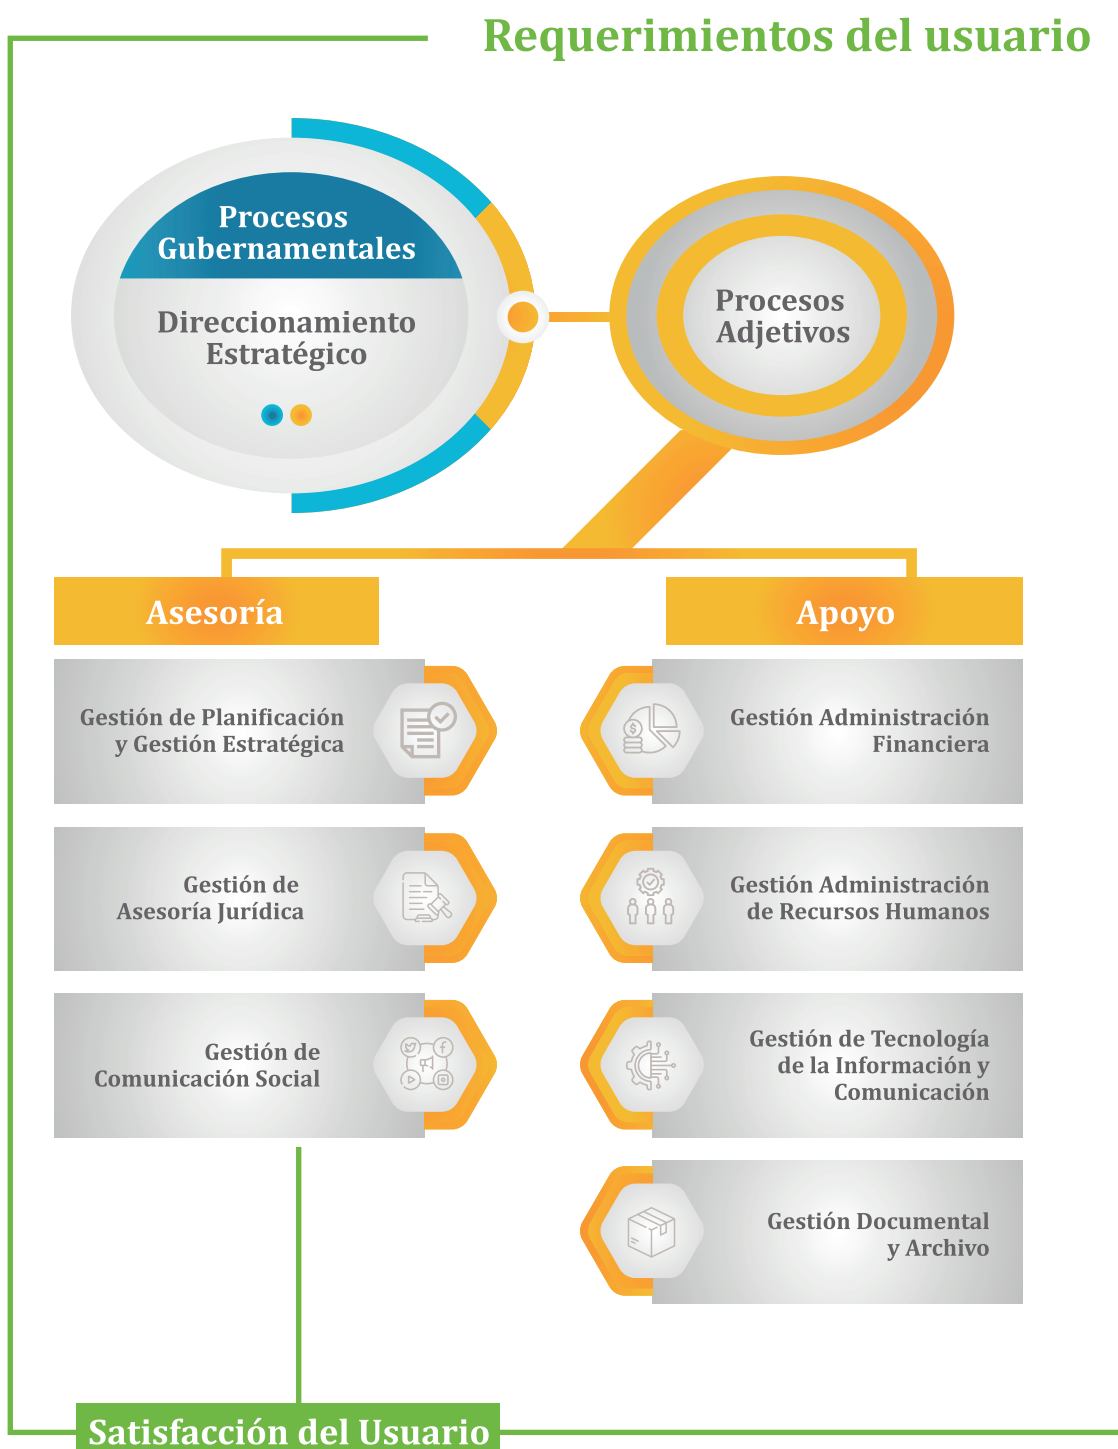 Requerimientos del usuario
Procesos
Gubernamentales
Direccionamiento
Estratégico
Procesos
Adjetivos
Asesoría
Gestión de Planificación
y Gestión Estratégica
Gestión de
Asesoría Jurídica
Gestión de
Comunicación Social
Apoyo
Gestión Administración
Financiera
Gestión Administración
de Recursos Humanos
Gestión de Tecnología
de la Información y
Comunicación
Gestión Documental
y Archivo
Satisfacción del Usuario